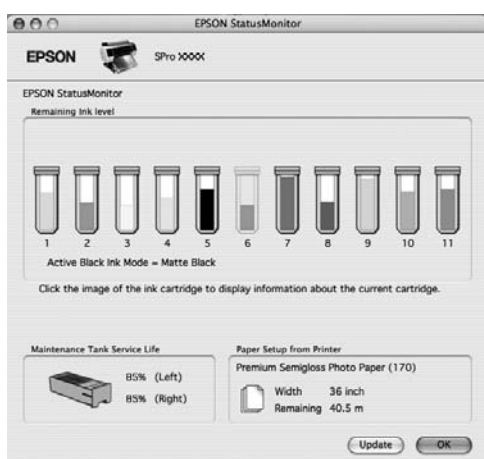 EPSON StatusMonitor
EPSON SPro XXXX
EPSON StatusMonitor
Remaining Ink level
1 2 3 4 5 6 7 8 9 10 11
Active Black Ink Mode = Matte Black
Click the image of the ink cartridge to display information about the current cartridge.
Maintenance Tank Service Life
85% (Left)
85% (Right)
Paper Setup from Printer
Premium Semigloss Photo Paper (170)
Width 36 inch
Remaining 40.5 m
Update OK